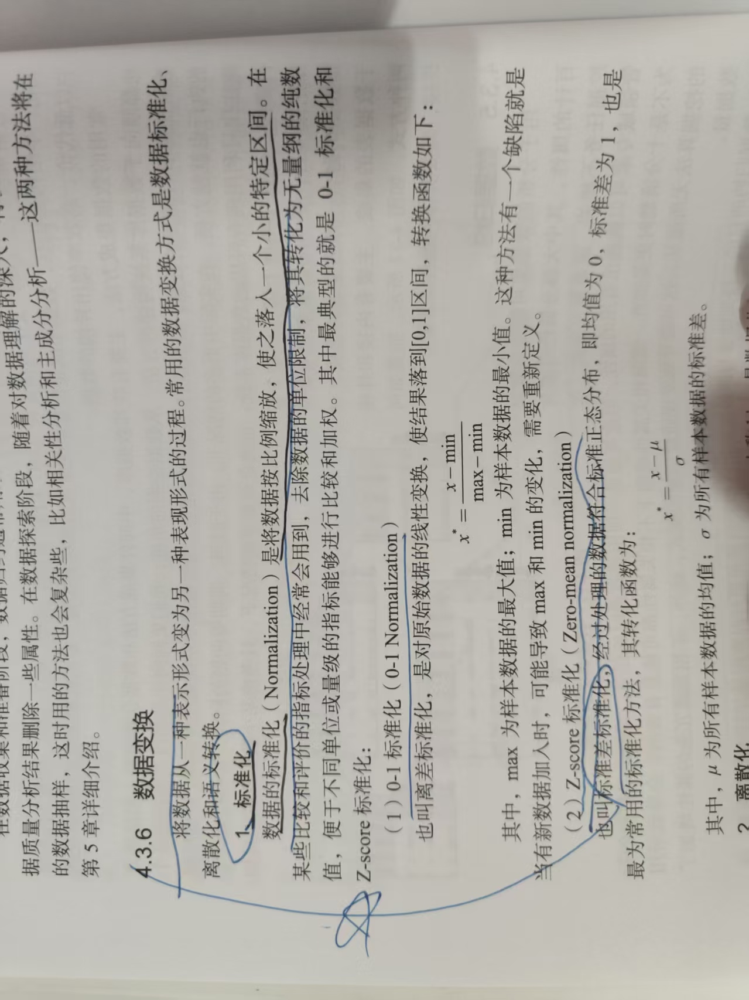 据质量分析结果删除一些属性。在数据探索阶段，随着对数据理解的深入，
的数据抽样，这时用的方法也会复杂些，比如相关性分析和主成分分析——这两种方法将在
第 5 章详细介绍。
4.3.6 数据变换
将数据从一种表示形式变为另一种表现形式的过程。常用的数据变换方式是数据标准化、
离散化和语义转换。
1. 标准化
数据的标准化（Normalization）是将数据按比例缩放，使之落入一个小的特定区间。在
某些比较和评价的指标处理中经常会用到，去除数据的单位限制，将其转化为无量纲的纯数
值，便于不同单位或量级的指标能够进行比较和加权。其中最典型的就是 0-1 标准化和
Z-score 标准化：
（1）0-1 标准化（0-1 Normalization）
也叫离差标准化，是对原始数据的线性变换，使结果落到[0,1]区间，转换函数如下：
x* = (x − min) / (max − min)
其中，max 为样本数据的最大值；min 为样本数据的最小值。这种方法有一个缺陷就是
当有新数据加入时，可能导致 max 和 min 的变化，需要重新定义。
（2）Z-score 标准化（Zero-mean normalization）
也叫标准差标准化，经过处理的数据符合标准正态分布，即均值为 0，标准差为 1，也是
最为常用的标准化方法，其转化函数为：
x* = (x − μ) / σ
其中，μ 为所有样本数据的均值；σ 为所有样本数据的标准差。
2. 离散化